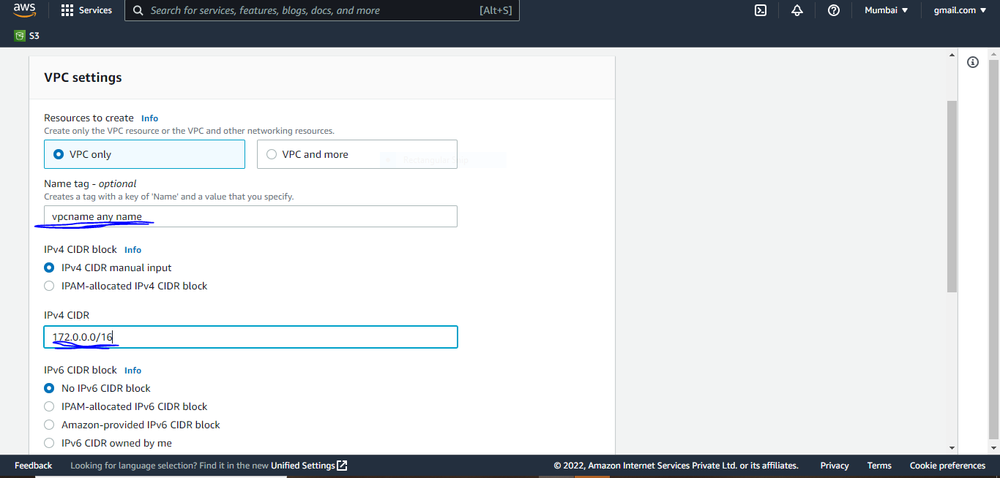 aws Services Search for services, features, blogs, docs, and more [Alt+S] Mumbai gmail.com
S3
VPC settings
Resources to create Info
Create only the VPC resource or the VPC and other networking resources.
VPC only VPC and more
Name tag - optional
Creates a tag with a key of 'Name' and a value that you specify.
vpcname any name
IPv4 CIDR block Info
IPv4 CIDR manual input
IPAM-allocated IPv4 CIDR block
IPv4 CIDR
172.0.0.0/16
IPv6 CIDR block Info
No IPv6 CIDR block
IPAM-allocated IPv6 CIDR block
Amazon-provided IPv6 CIDR block
IPv6 CIDR owned by me
Feedback Looking for language selection? Find it in the new Unified Settings © 2022, Amazon Internet Services Private Ltd. or its affiliates. Privacy Terms Cookie preferences